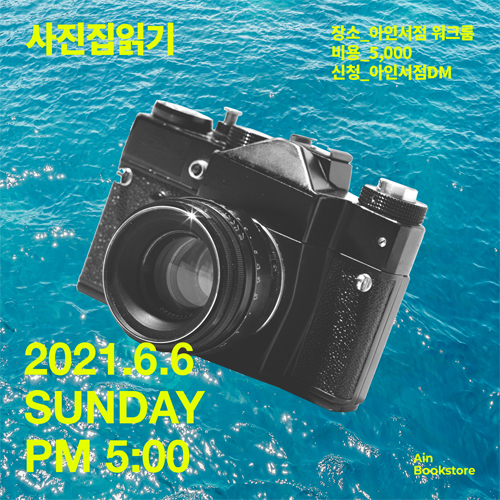 사진집읽기
장소_아인서점 워크룸
비용_5,000
신청_아인서점DM
2021.6.6
SUNDAY
PM 5:00
Ain
Bookstore